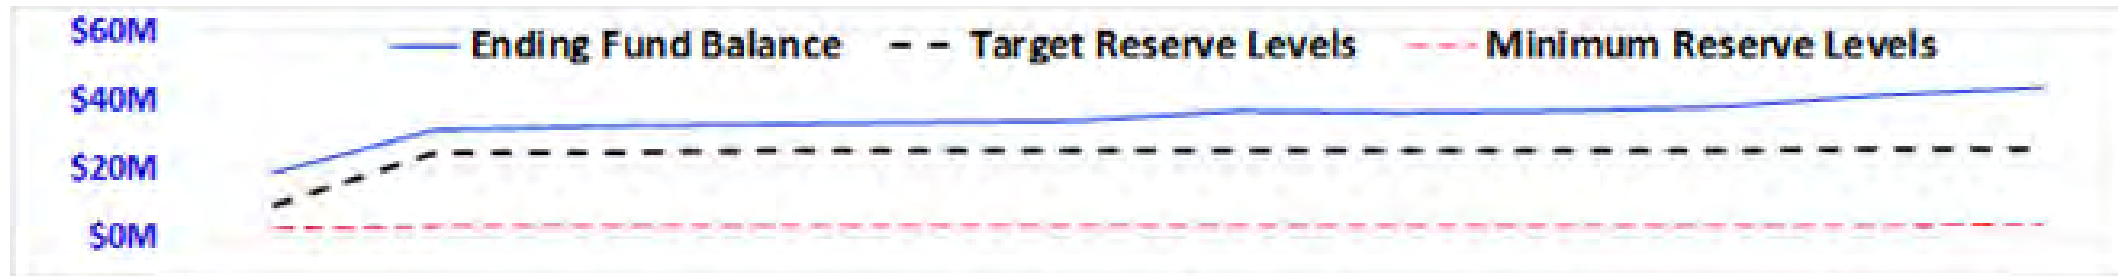 $60M
Ending Fund Balance Target Reserve Levels Minimum Reserve Levels
$40M
$20M
$0M